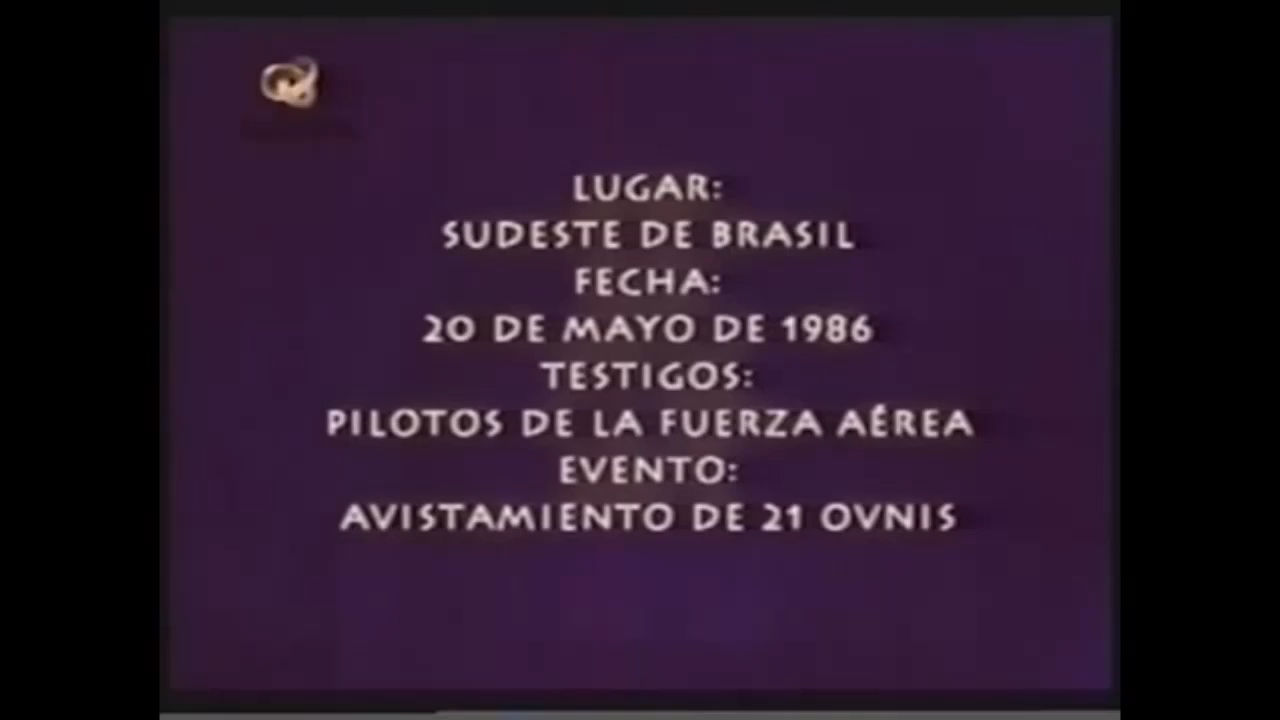 LUGAR:
SUDESTE DE BRASIL
FECHA:
20 DE MAYO DE 1986
TESTIGOS:
PILOTOS DE LA FUERZA AÉREA
EVENTO:
AVISTAMIENTO DE 21 OVNIS